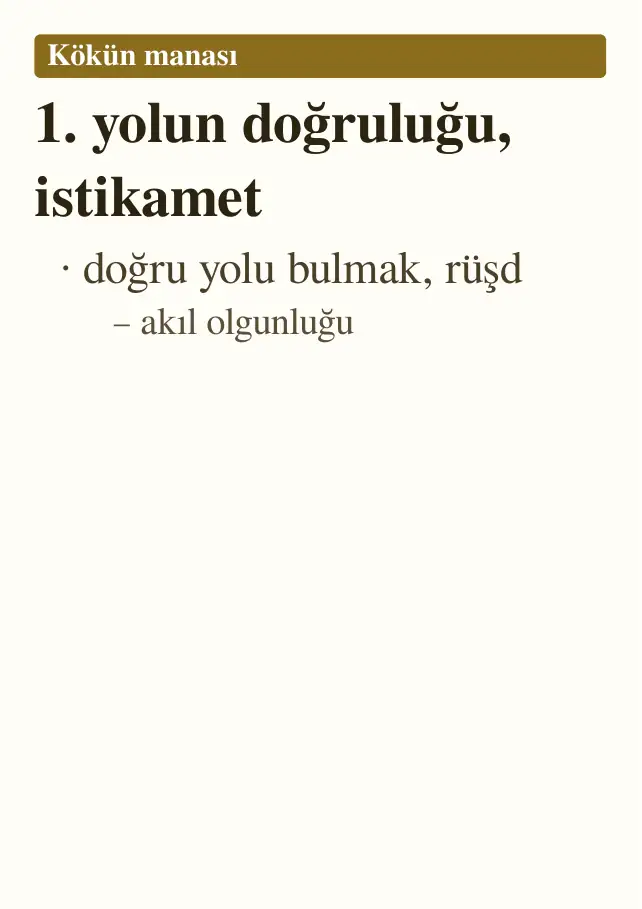 Kökün manası
1. yolun doğruluğu,
istikamet
· doğru yolu bulmak, rüşd
– akıl olgunluğu